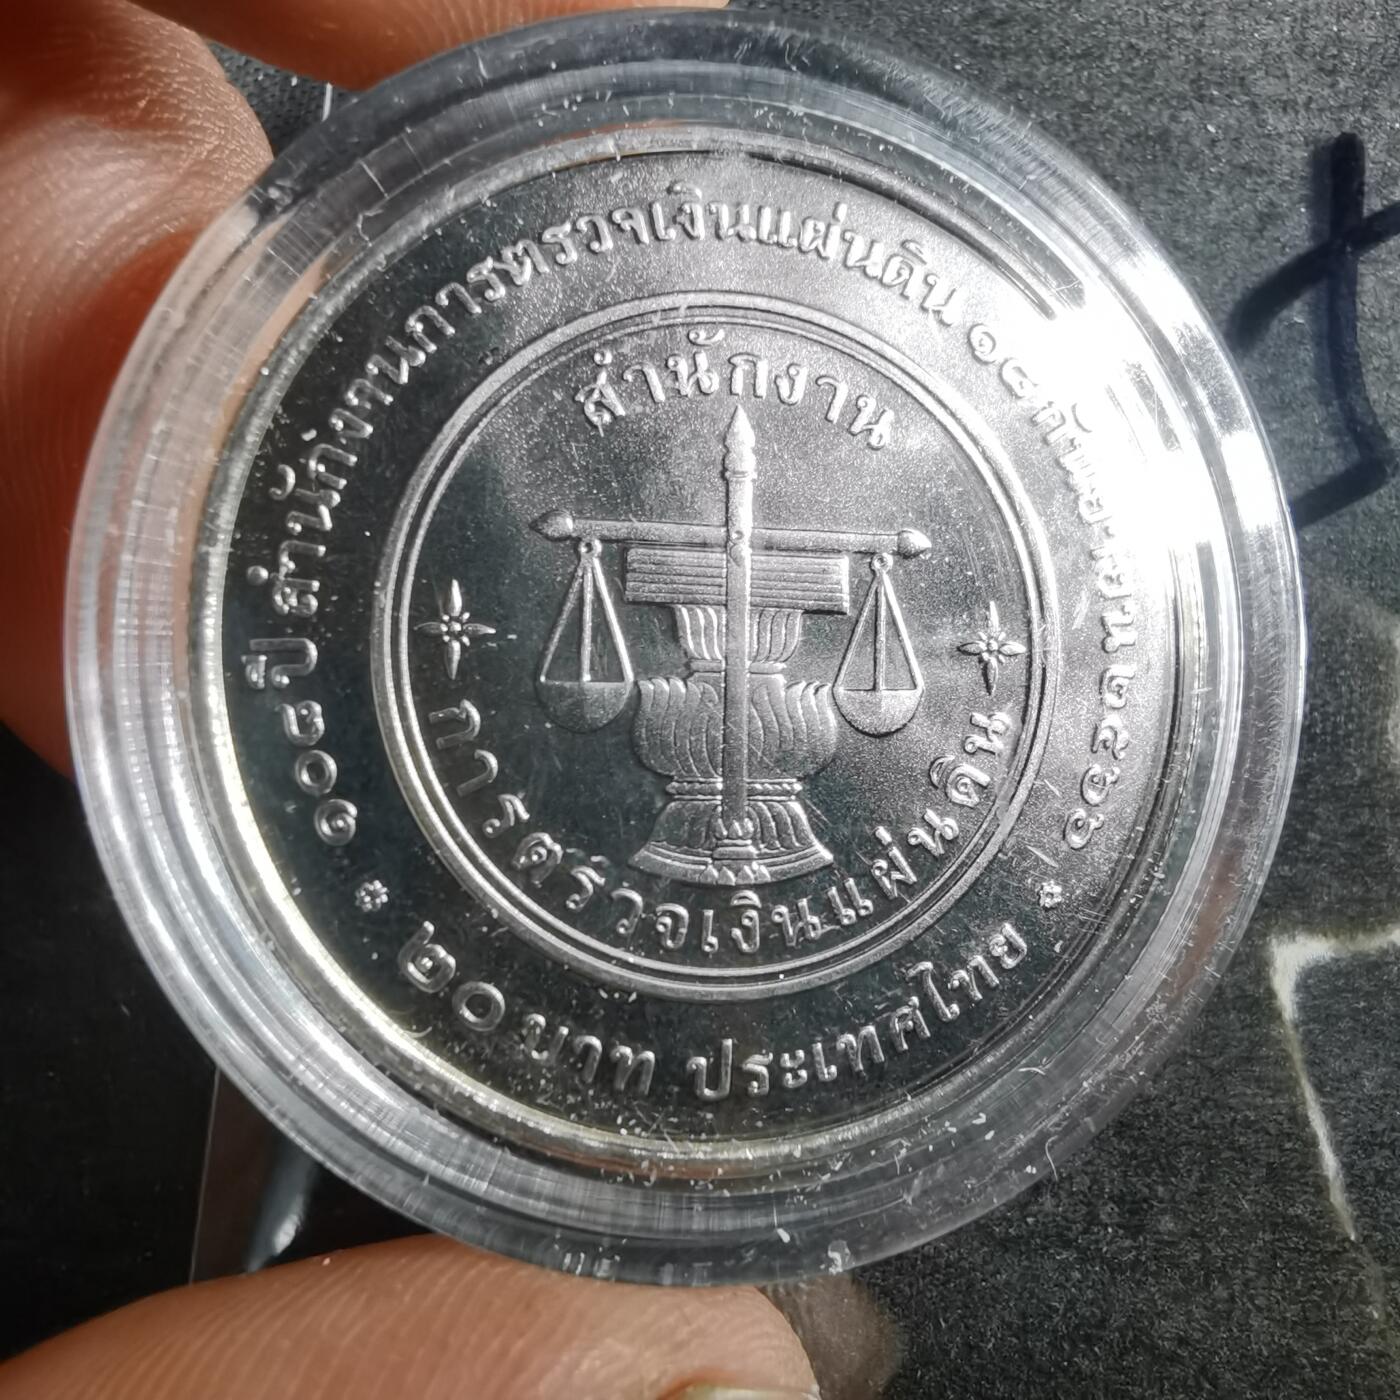 ๑๐๘ ปี สำนักงานการตรวจเงินแผ่นดิน ๑๘ กันยายน ๒๕๖๖
สำนักงาน
การตรวจเงินแผ่นดิน
๒๐ บาท ประเทศไทย